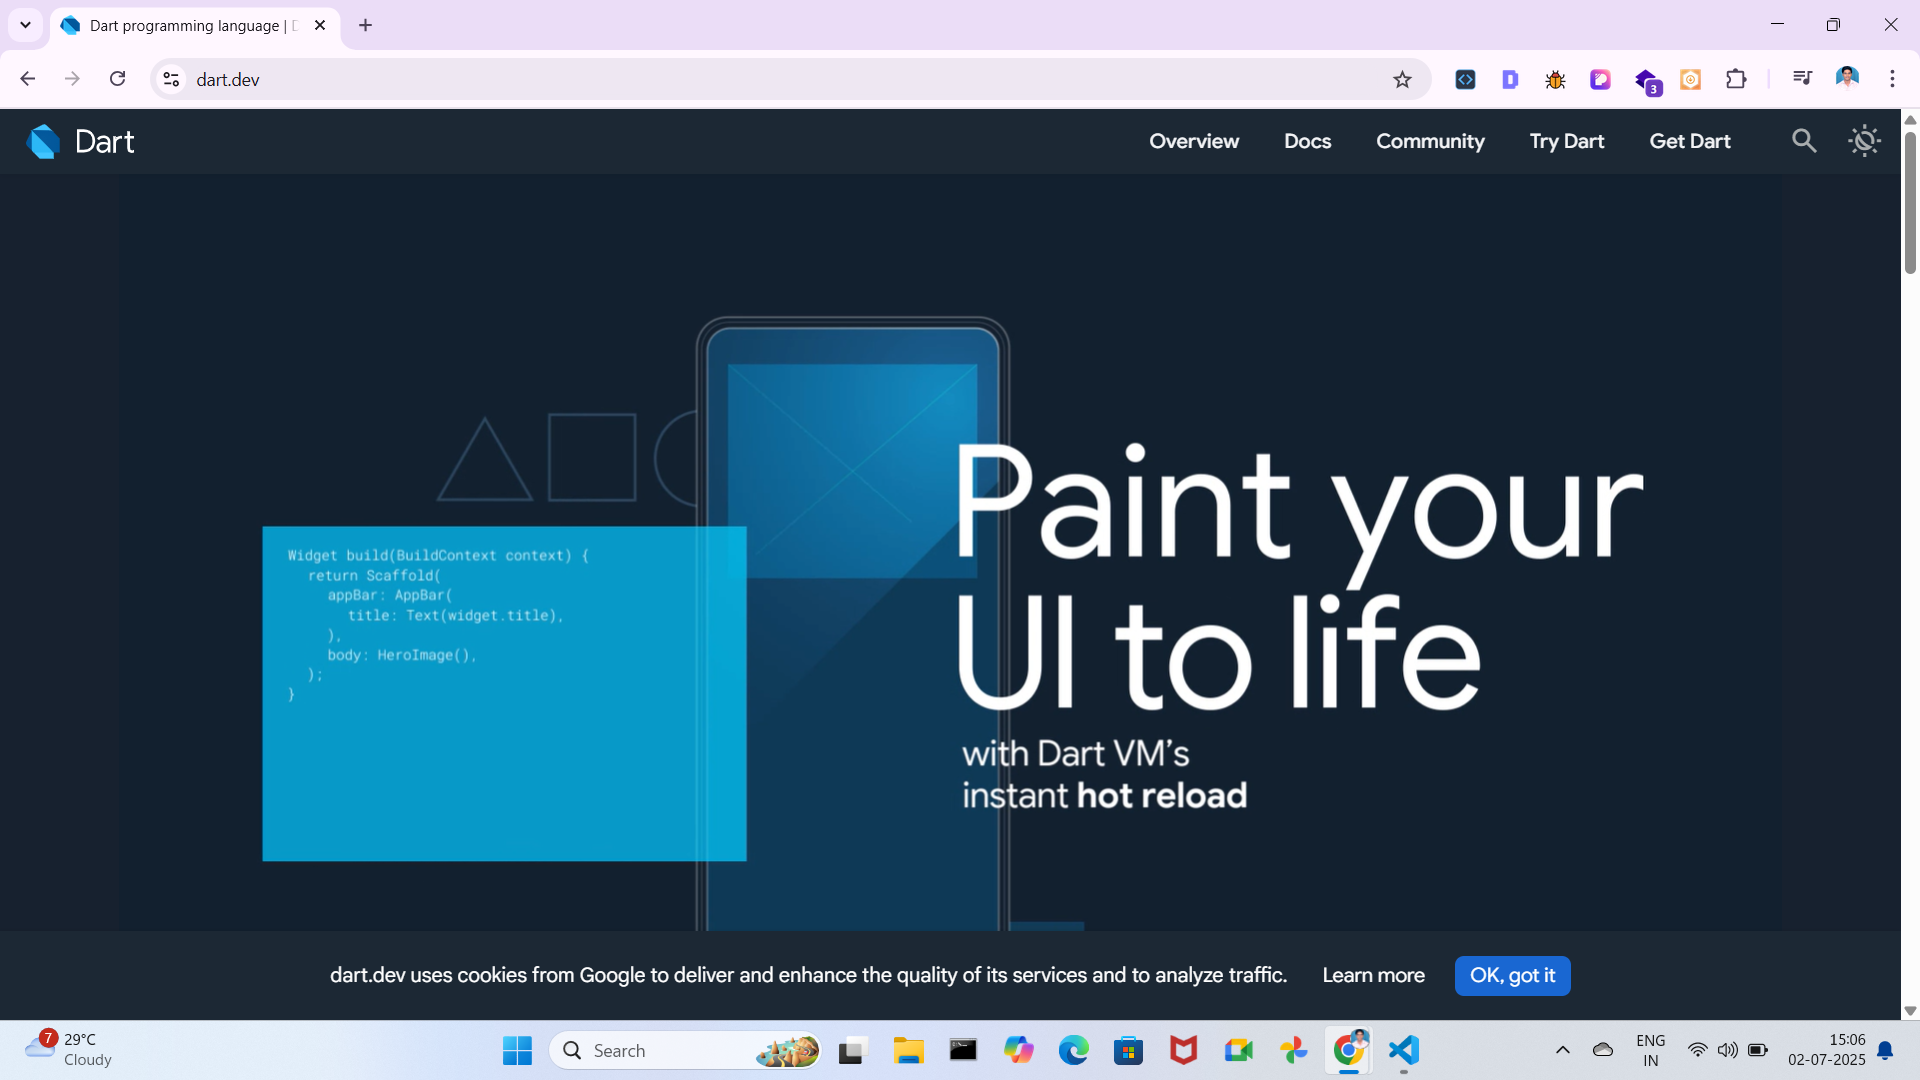 Dart programming language |
dart.dev
3
Dart
Overview
Docs
Community
Try Dart
Get Dart
Widget build(BuildContext context) {
return Scaffold(
appBar: AppBar(
title: Text(widget.title),
),
body: HeroImage(),
);
}
Paint your
UI to life
with Dart VM’s
instant hot reload
dart.dev uses cookies from Google to deliver and enhance the quality of its services and to analyze traffic.
Learn more
OK, got it
7
29°C
Cloudy
Search
ENG
IN
15:06
02-07-2025